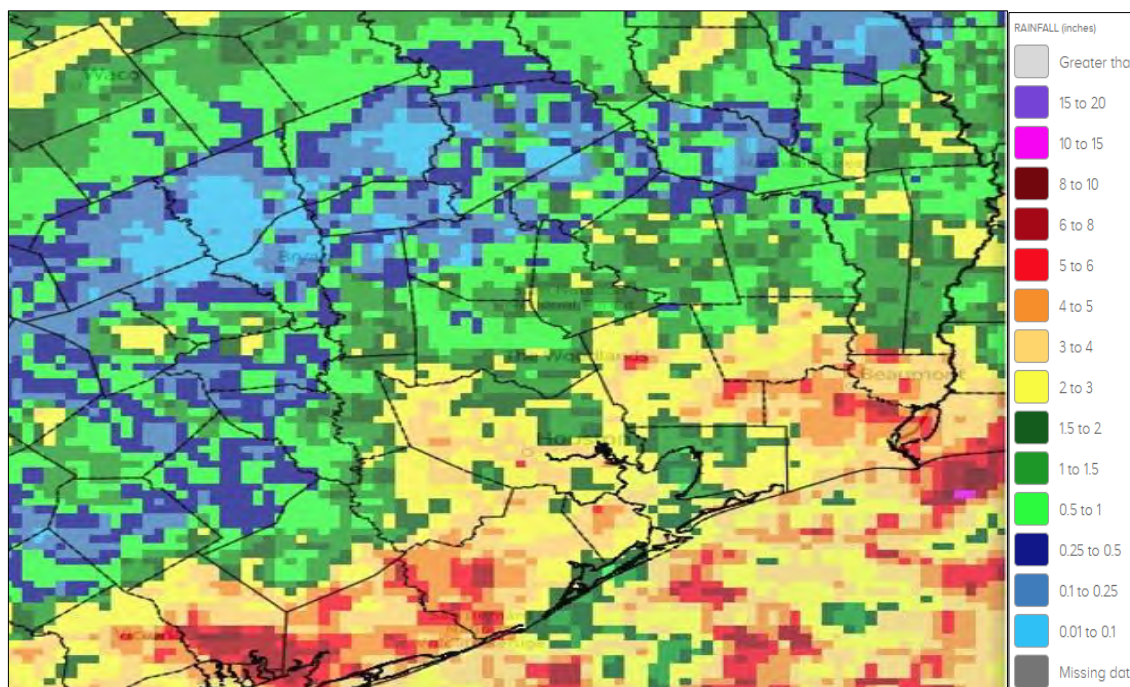 RAINFALL (inches)
Greater tha
15 to 20
10 to 15
8 to 10
6 to 8
5 to 6
4 to 5
3 to 4
2 to 3
1.5 to 2
1 to 1.5
0.5 to 1
0.25 to 0.5
0.1 to 0.25
0.01 to 0.1
Missing dat
Waco
The Woodlands
Beaumont
Houston